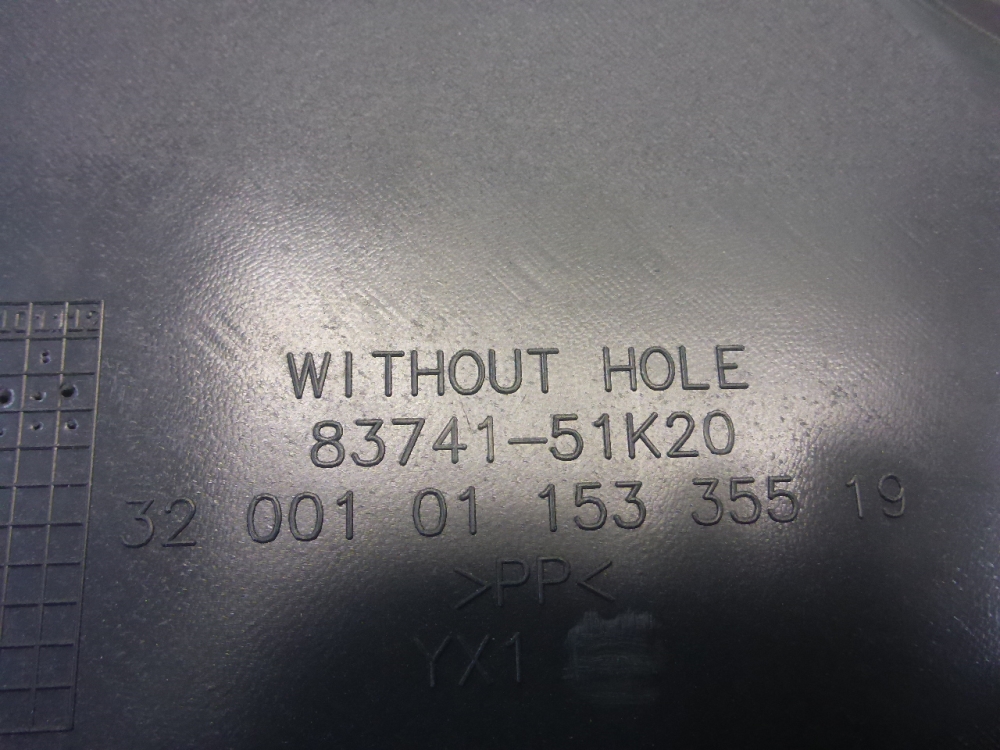 WITHOUT HOLE
83741-51K20
32 001 01 153 355 19
>PP<
YX1